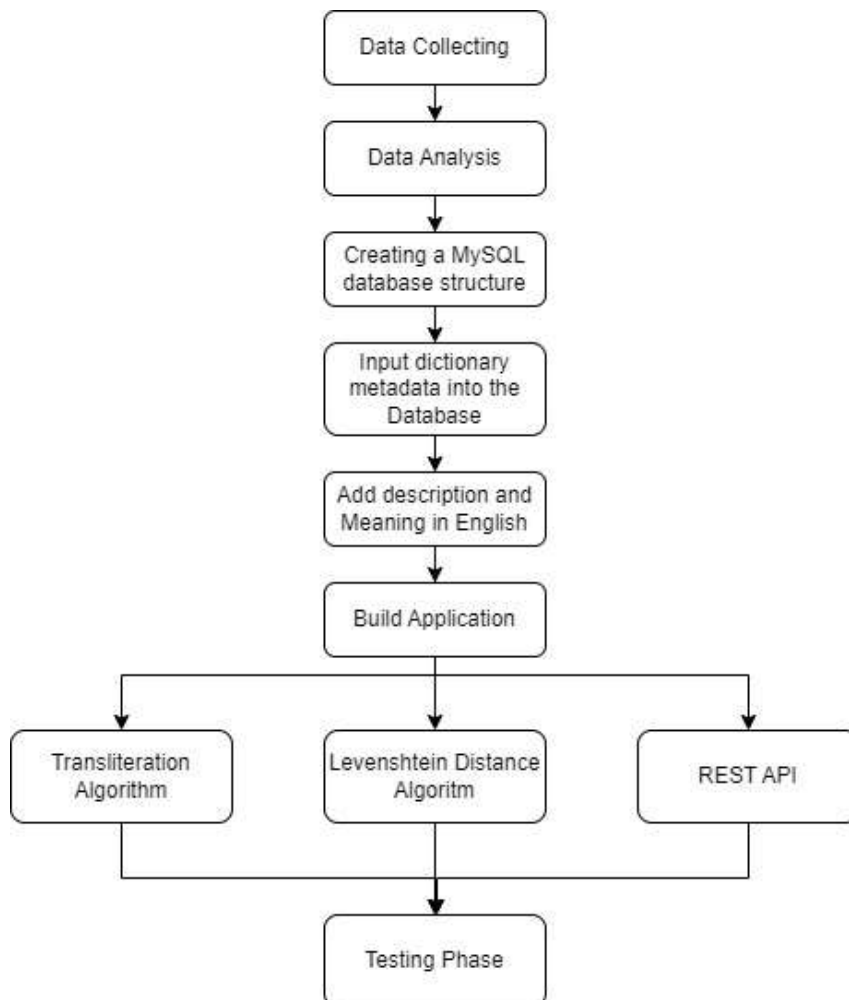 Data Collecting
Data Analysis
Creating a MySQL
database structure
Input dictionary
metadata into the
Database
Add description and
Meaning in English
Build Application
Transliteration
Algorithm
Levenshtein Distance
Algoritm
REST API
Testing Phase